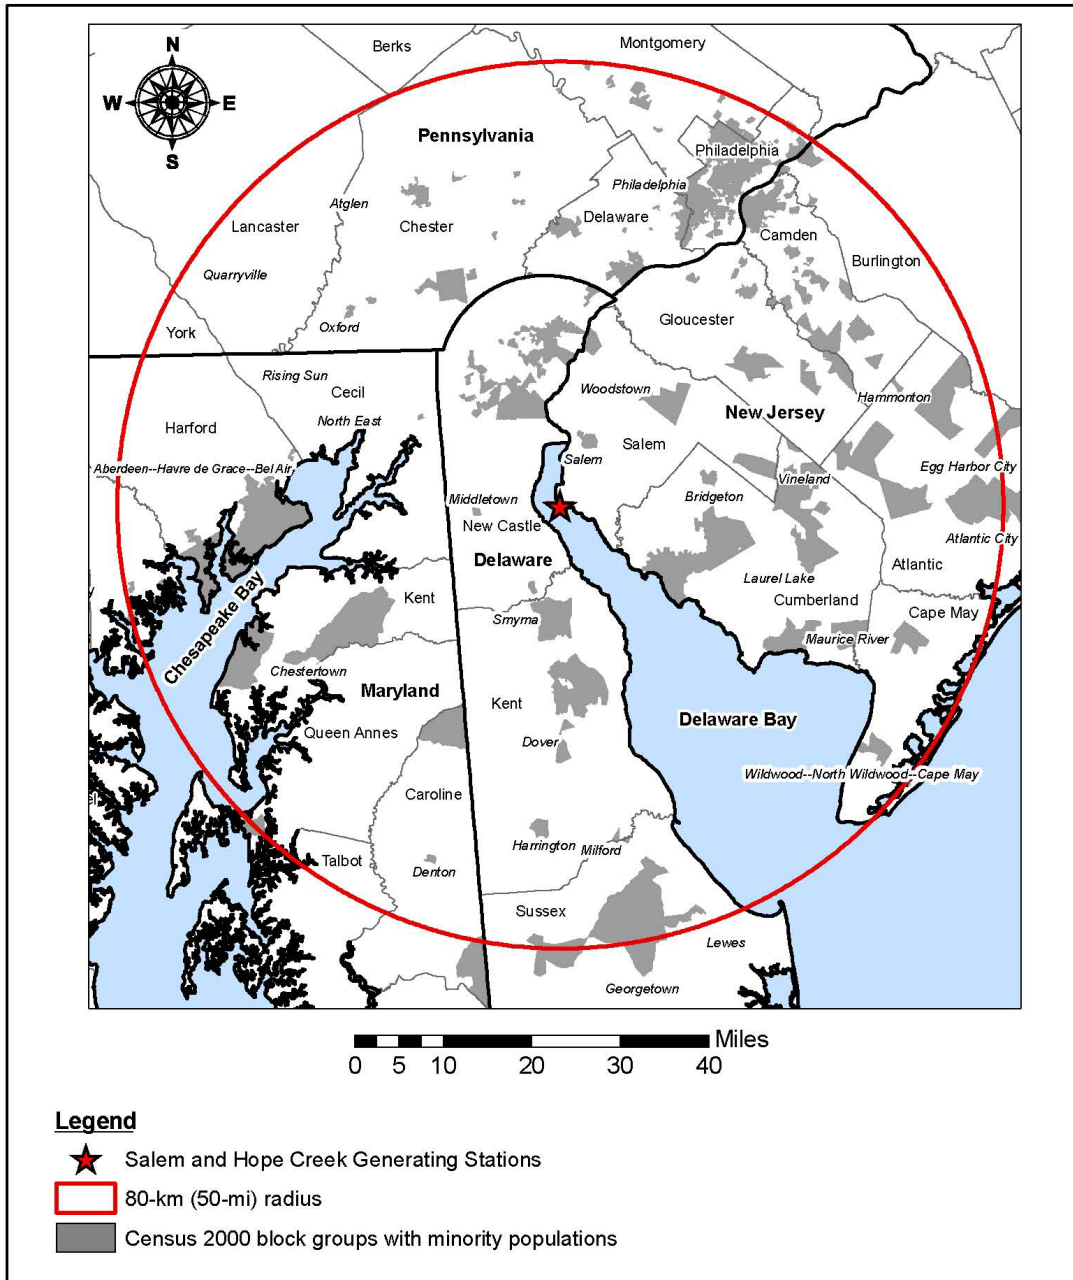 Berks
Montgomery
N
W
E
S
Pennsylvania
Philadelphia
Philadelphia
Atglen
Delaware
Lancaster
Chester
Camden
Burlington
Quarryville
Gloucester
Oxford
York
Rising Sun
Cecil
Woodstown
Hammonton
North East
New Jersey
Harford
Salem
Salem
Aberdeen--Havre de Grace--Bel Air
Egg Harbor City
Vineland
Bridgeton
Middletown
New Castle
Atlantic City
Delaware
Atlantic
Laurel Lake
Kent
Cumberland
Cape May
Smyrna
Chesapeake Bay
Maurice River
Chestertown
Maryland
Kent
Delaware Bay
Queen Annes
Dover
Wildwood--North Wildwood--Cape May
Caroline
Harrington
Milford
Talbot
Denton
Sussex
Lewes
Georgetown
Miles
0 5 10 20 30 40
Legend
Salem and Hope Creek Generating Stations
80-km (50-mi) radius
Census 2000 block groups with minority populations